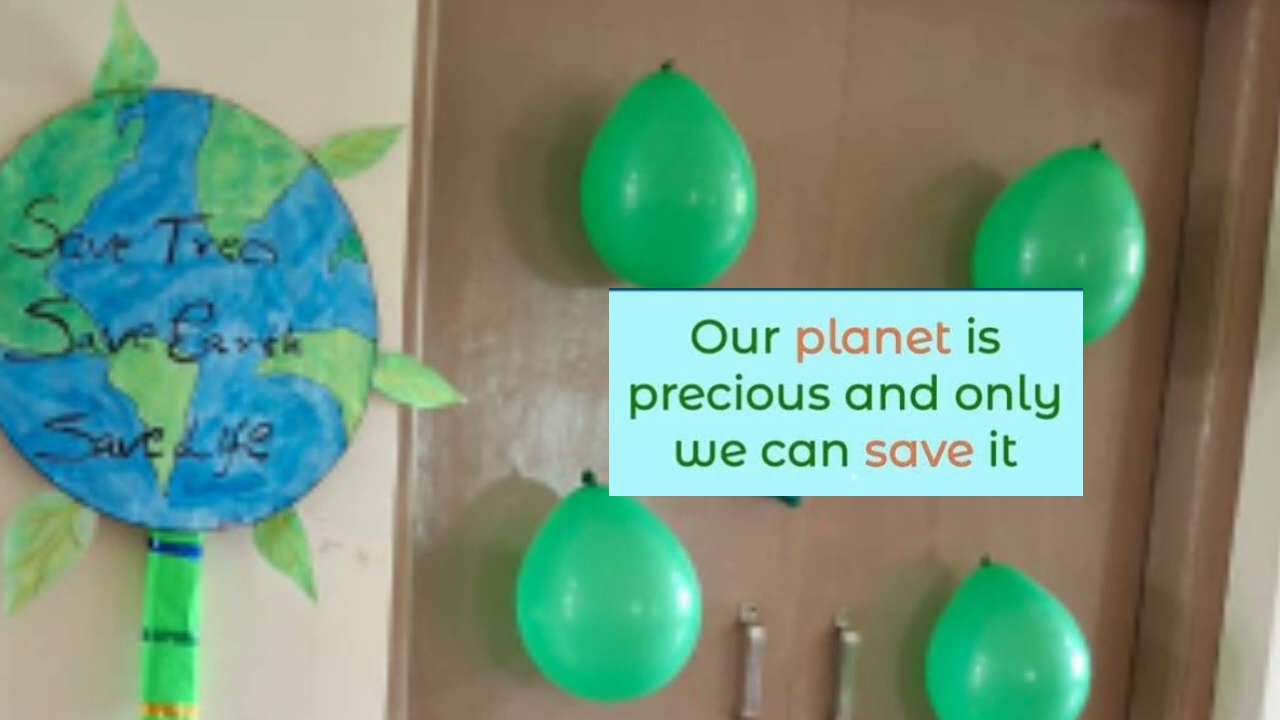 Save Trees
Save Earth
Save Life
Our planet is
precious and only
we can save it